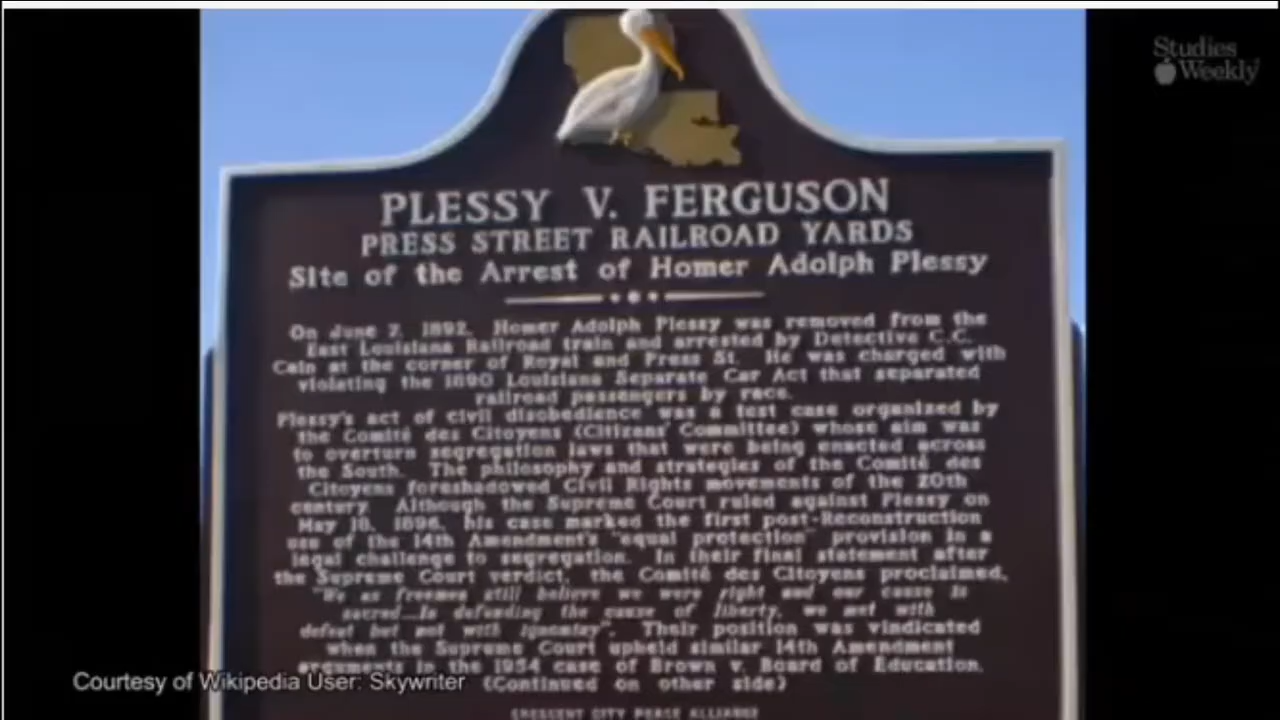 Studies
Weekly
PLESSY V. FERGUSON
PRESS STREET RAILROAD YARDS
Site of the Arrest of Homer Adolph Plessy
On June 7, 1892, Homer Adolph Plessy was removed from the
East Louisiana Railroad train and arrested by Detective C.C.
Cain at the corner of Royal and Press St. He was charged with
violating the 1890 Louisiana Separate Car Act that separated
railroad passengers by race.
Plessy's act of civil disobedience was a test case organized by
the Comité des Citoyens (Citizens' Committee) whose aim was
to overturn segregation laws that were being enacted across
the South. The philosophy and strategies of the Comité des
Citoyens foreshadowed Civil Rights movements of the 20th
century. Although the Supreme Court ruled against Plessy on
May 18, 1896, his case marked the first post-Reconstruction
use of the 14th Amendment's "equal protection" provision in a
legal challenge to segregation. In their final statement after
the Supreme Court verdict, the Comité des Citoyens proclaimed,
"We as freemen still believe we were right and our cause is
sacred...In defending the cause of liberty, we met with
defeat but not with ignominy". Their position was vindicated
when the Supreme Court upheld similar 14th Amendment
arguments in the 1954 case of Brown v. Board of Education.
(Continued on other side)
CRESCENT CITY PEACE ALLIANCE
Courtesy of Wikipedia User: Skywriter